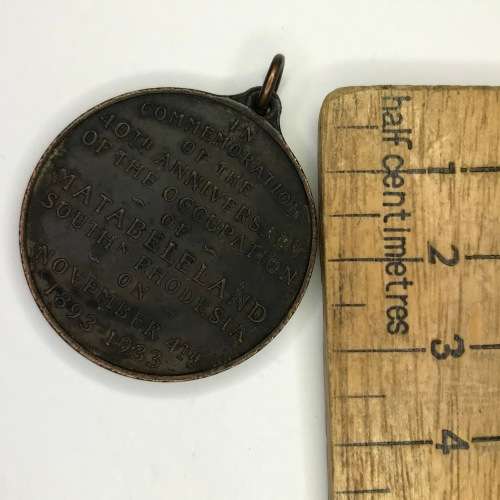 IN
COMMEMORATION
OF THE
40TH ANNIVERSARY
OF THE OCCUPATION
OF
MATABELELAND
SOUTHN RHODESIA
ON
NOVEMBER 4TH
1893-1933
half centimetres
1
2
3
4